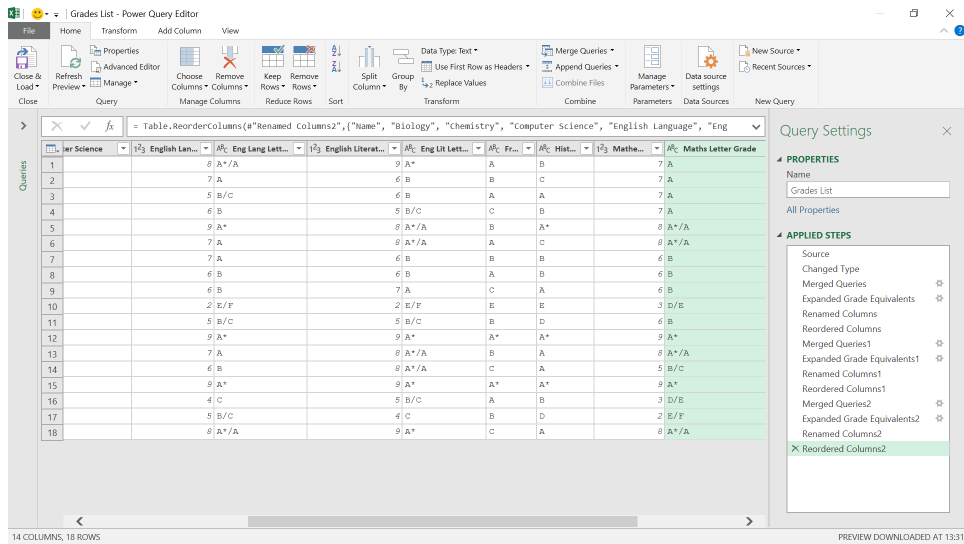 Grades List - Power Query Editor
File Home Transform Add Column View
Close & Load Refresh Preview Properties Advanced Editor Manage Choose Columns Remove Columns Keep Rows Remove Rows Split Column Group By Data Type: Text Use First Row as Headers Replace Values Merge Queries Append Queries Combine Files Manage Parameters Data source settings New Source Recent Sources
Close Query Manage Columns Reduce Rows Sort Transform Combine Parameters Data Sources New Query
fx = Table.ReorderColumns(#"Renamed Columns2",{"Name", "Biology", "Chemistry", "Computer Science", "English Language", "Eng
Queries
ter Science 123 English Lan... ABC Eng Lang Lett... 123 English Literat... ABC Eng Lit Lett... ABC Fr... ABC Hist... 123 Mathe... ABC Maths Letter Grade
1 8 A*/A 9 A* A B 7 A
2 7 A 6 B B C 7 A
3 5 B/C 6 B A A 7 A
4 6 B 5 B/C C B 7 A
5 9 A* 8 A*/A B A* 8 A*/A
6 7 A 8 A*/A A C 8 A*/A
7 7 A 6 B B B 6 B
8 6 B 6 B A B 6 B
9 6 B 7 A C A 6 B
10 2 E/F 2 E/F E E 3 D/E
11 5 B/C 5 B/C B D 6 B
12 9 A* 9 A* A* A* 9 A*
13 7 A 8 A*/A B A 8 A*/A
14 6 B 8 A*/A C A 5 B/C
15 9 A* 9 A* A* A* 9 A*
16 4 C 5 B/C A B 3 D/E
17 5 B/C 4 C B D 2 E/F
18 8 A*/A 9 A* C A 8 A*/A
Query Settings
PROPERTIES
Name
Grades List
All Properties
APPLIED STEPS
Source
Changed Type
Merged Queries
Expanded Grade Equivalents
Renamed Columns
Reordered Columns
Merged Queries1
Expanded Grade Equivalents1
Renamed Columns1
Reordered Columns1
Merged Queries2
Expanded Grade Equivalents2
Renamed Columns2
Reordered Columns2
14 COLUMNS, 18 ROWS
PREVIEW DOWNLOADED AT 13:31